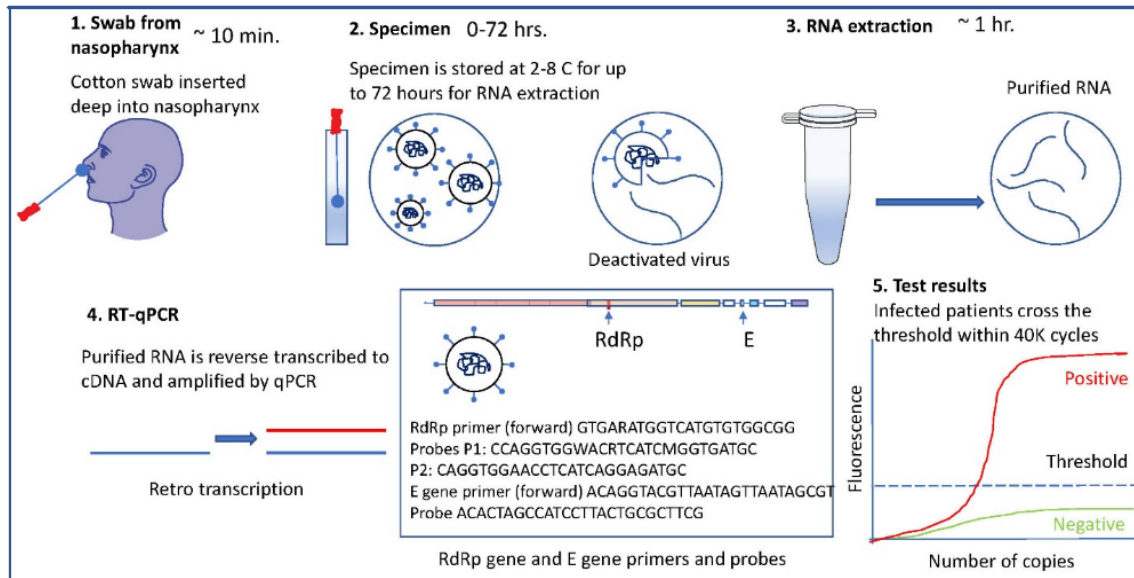 1. Swab from
nasopharynx ~ 10 min.
Cotton swab inserted
deep into nasopharynx
2. Specimen 0-72 hrs.
Specimen is stored at 2-8 C for up
to 72 hours for RNA extraction
Deactivated virus
3. RNA extraction ~ 1 hr.
Purified RNA
4. RT-qPCR
Purified RNA is reverse transcribed to
cDNA and amplified by qPCR
Retro transcription
RdRp E
RdRp primer (forward) GTGARATGGTCATGTGTGGCGG
Probes P1: CCAGGTGGWACRTCATCMGGTGATGC
P2: CAGGTGGAACCTCATCAGGAGATGC
E gene primer (forward) ACAGGTACGTTAATAGTTAATAGCGT
Probe ACACTAGCCATCCTTACTGCGCTTCG
RdRp gene and E gene primers and probes
5. Test results
Infected patients cross the
threshold within 40K cycles
Positive
Threshold
Negative
Fluorescence
Number of copies